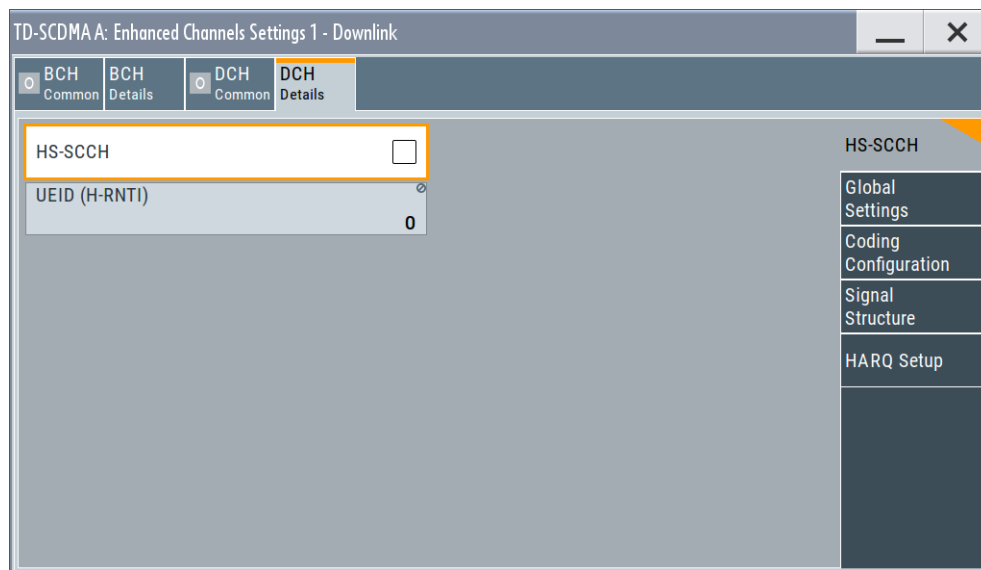 TD-SCDMA A: Enhanced Channels Settings 1 - Downlink
BCH
Common
BCH
Details
DCH
Common
DCH
Details
HS-SCCH
UEID (H-RNTI)
0
HS-SCCH
Global
Settings
Coding
Configuration
Signal
Structure
HARQ Setup